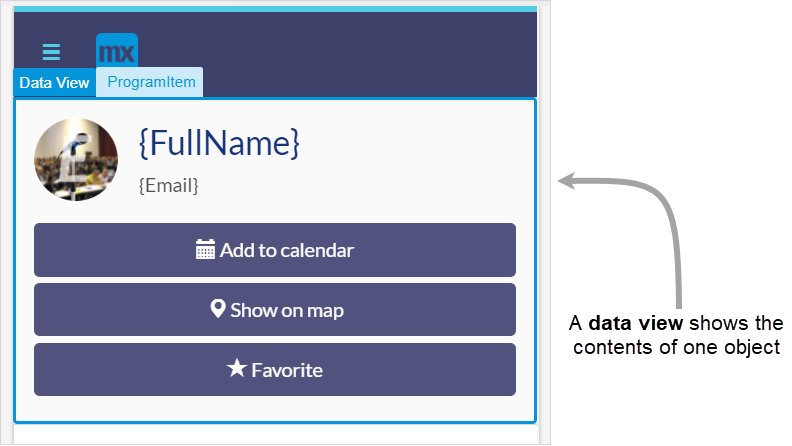 mx
Data View ProgramItem
{FullName}
{Email}
Add to calendar
Show on map
Favorite
A data view shows the
contents of one object